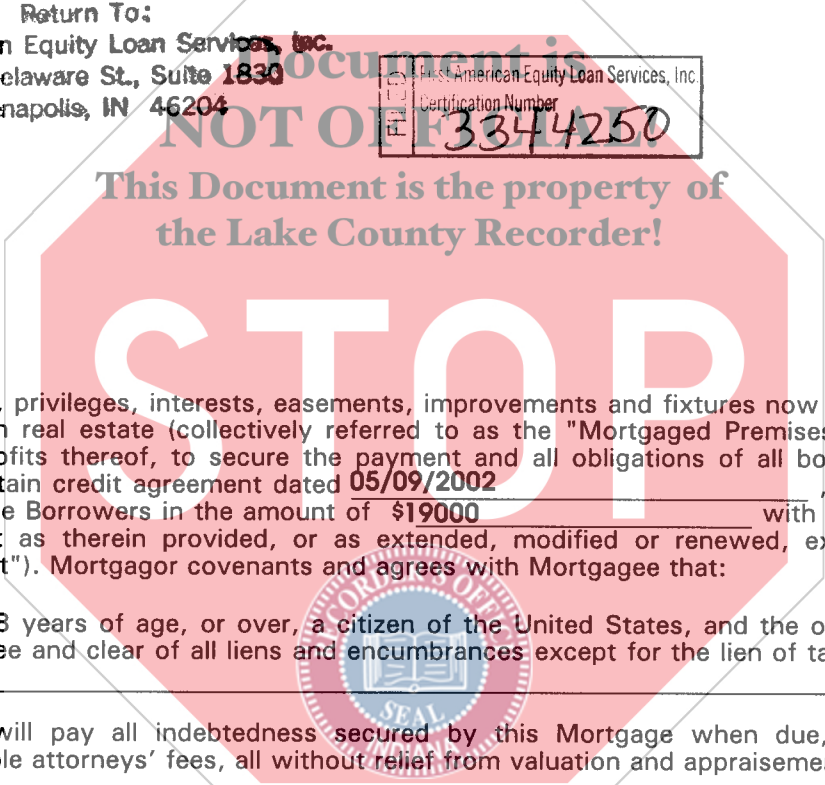 Return To:
n Equity Loan Services, Inc.
elaware St., Suite 1830
napolis, IN 46204
FILED
First American Equity Loan Services, Inc.
Certification Number
3344250
Document is
NOT OFFICIAL!
This Document is the property of
the Lake County Recorder!
STOP
, privileges, interests, easements, improvements and fixtures now
n real estate (collectively referred to as the "Mortgaged Premises
ofits thereof, to secure the payment and all obligations of all bo
tain credit agreement dated 05/09/2002 ,
e Borrowers in the amount of $19000 with
t as therein provided, or as extended, modified or renewed, ex
t"). Mortgagor covenants and agrees with Mortgagee that:
8 years of age, or over, a citizen of the United States, and the o
ee and clear of all liens and encumbrances except for the lien of ta
will pay all indebtedness secured by this Mortgage when due,
le attorneys' fees, all without relief from valuation and appraiseme
RECORDER'S OFFICE
SEAL
INDIANA